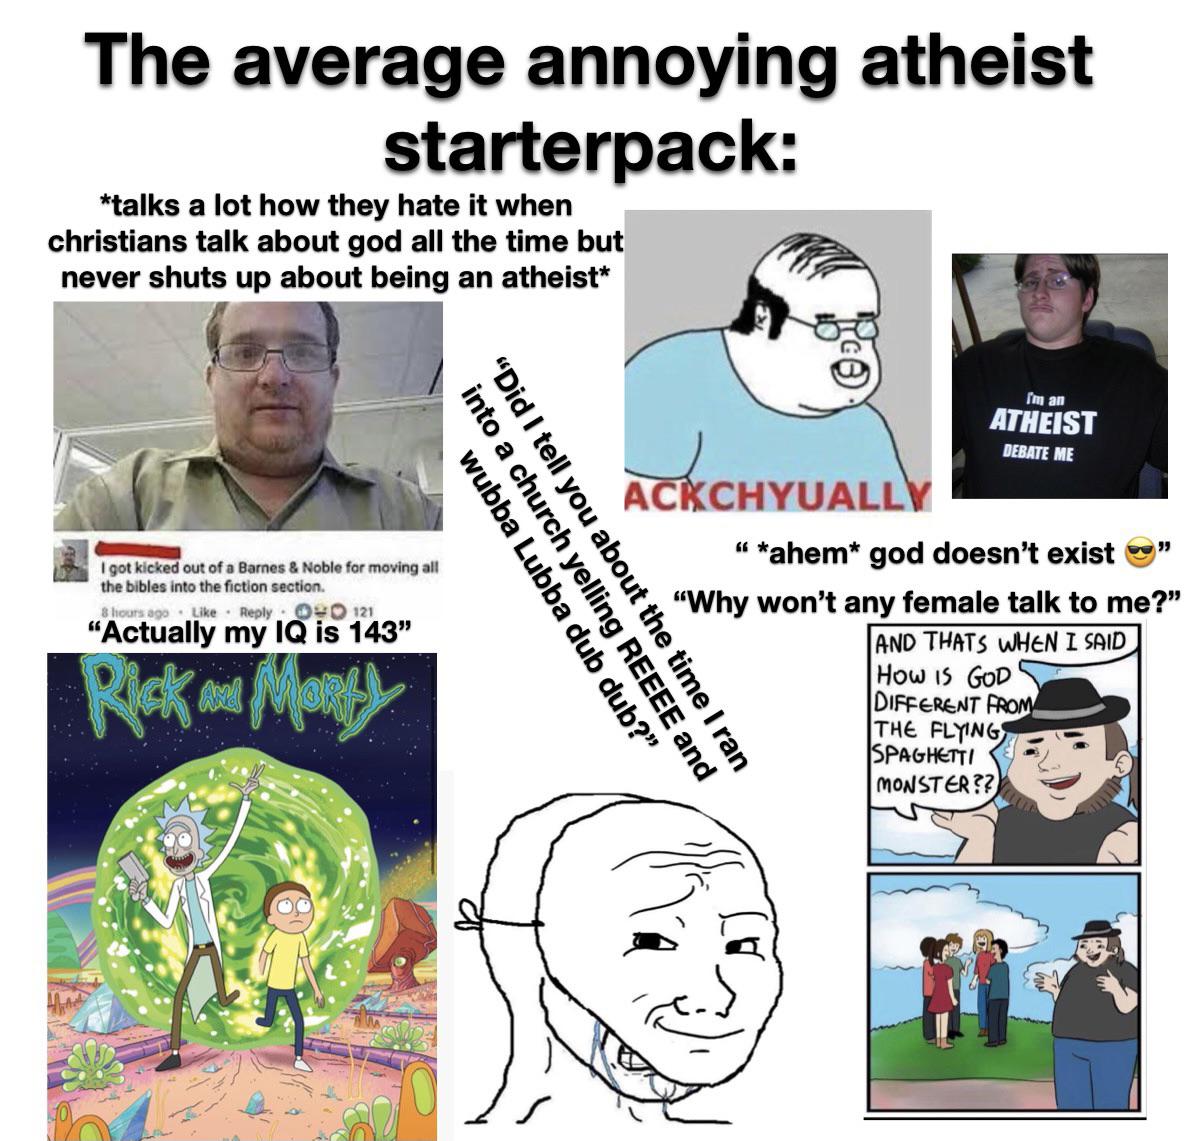 The average annoying atheist
starterpack:
*talks a lot how they hate it when
christians talk about god all the time but
never shuts up about being an atheist*
I got kicked out of a Barnes & Noble for moving all
the bibles into the fiction section.
8 hours ago · Like · Reply · 121
“Actually my IQ is 143”
RICK AND MORTY
“Did I tell you about the time I ran
into a church yelling REEEE and
wubba Lubba dub dub?”
ACKCHYUALLY
I'm an
ATHEIST
DEBATE ME
“ *ahem* god doesn’t exist 😎”
“Why won’t any female talk to me?”
AND THATS WHEN I SAID
HOW IS GOD
DIFFERENT FROM
THE FLYING
SPAGHETTI
MONSTER??